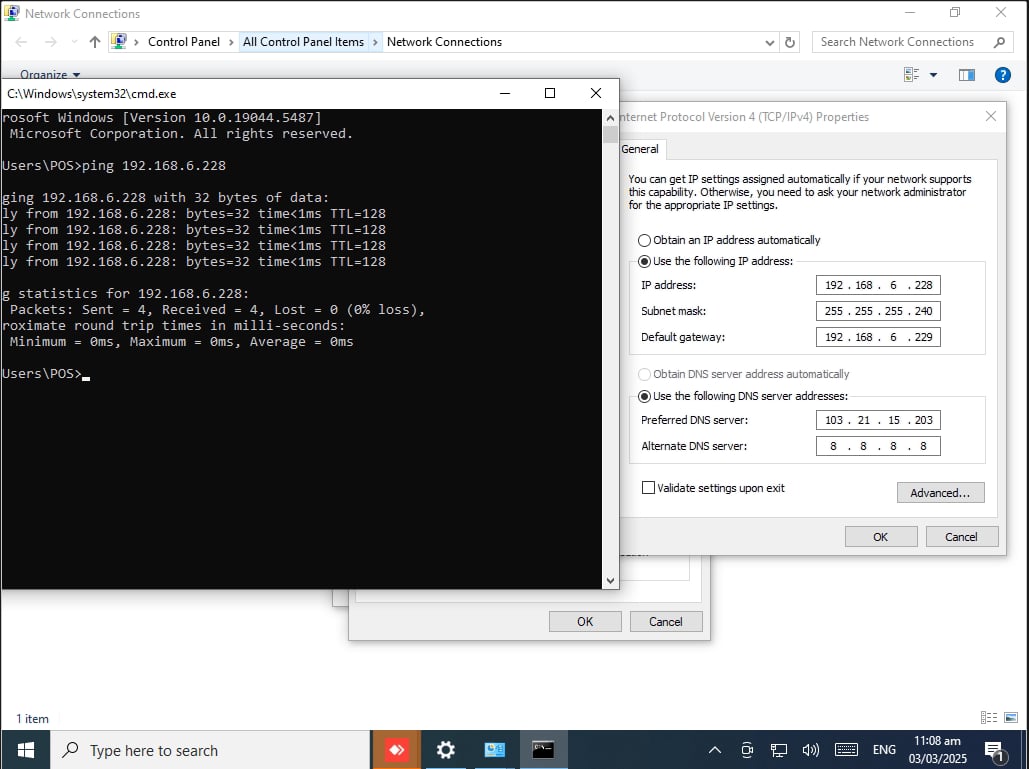 Network Connections
Control Panel
All Control Panel Items
Network Connections
Search Network Connections
Organize
C:\Windows\system32\cmd.exe
rosoft Windows [Version 10.0.19044.5487]
Microsoft Corporation. All rights reserved.
Users\POS>ping 192.168.6.228
ging 192.168.6.228 with 32 bytes of data:
ly from 192.168.6.228: bytes=32 time<1ms TTL=128
ly from 192.168.6.228: bytes=32 time<1ms TTL=128
ly from 192.168.6.228: bytes=32 time<1ms TTL=128
ly from 192.168.6.228: bytes=32 time<1ms TTL=128
g statistics for 192.168.6.228:
Packets: Sent = 4, Received = 4, Lost = 0 (0% loss),
roximate round trip times in milli-seconds:
Minimum = 0ms, Maximum = 0ms, Average = 0ms
Users\POS>
nternet Protocol Version 4 (TCP/IPv4) Properties
General
You can get IP settings assigned automatically if your network supports
this capability. Otherwise, you need to ask your network administrator
for the appropriate IP settings.
Obtain an IP address automatically
Use the following IP address:
IP address: 192 . 168 . 6 . 228
Subnet mask: 255 . 255 . 255 . 240
Default gateway: 192 . 168 . 6 . 229
Obtain DNS server address automatically
Use the following DNS server addresses:
Preferred DNS server: 103 . 21 . 15 . 203
Alternate DNS server: 8 . 8 . 8 . 8
Validate settings upon exit
Advanced...
OK Cancel
OK Cancel
1 item
Type here to search
ENG
11:08 am
03/03/2025
1